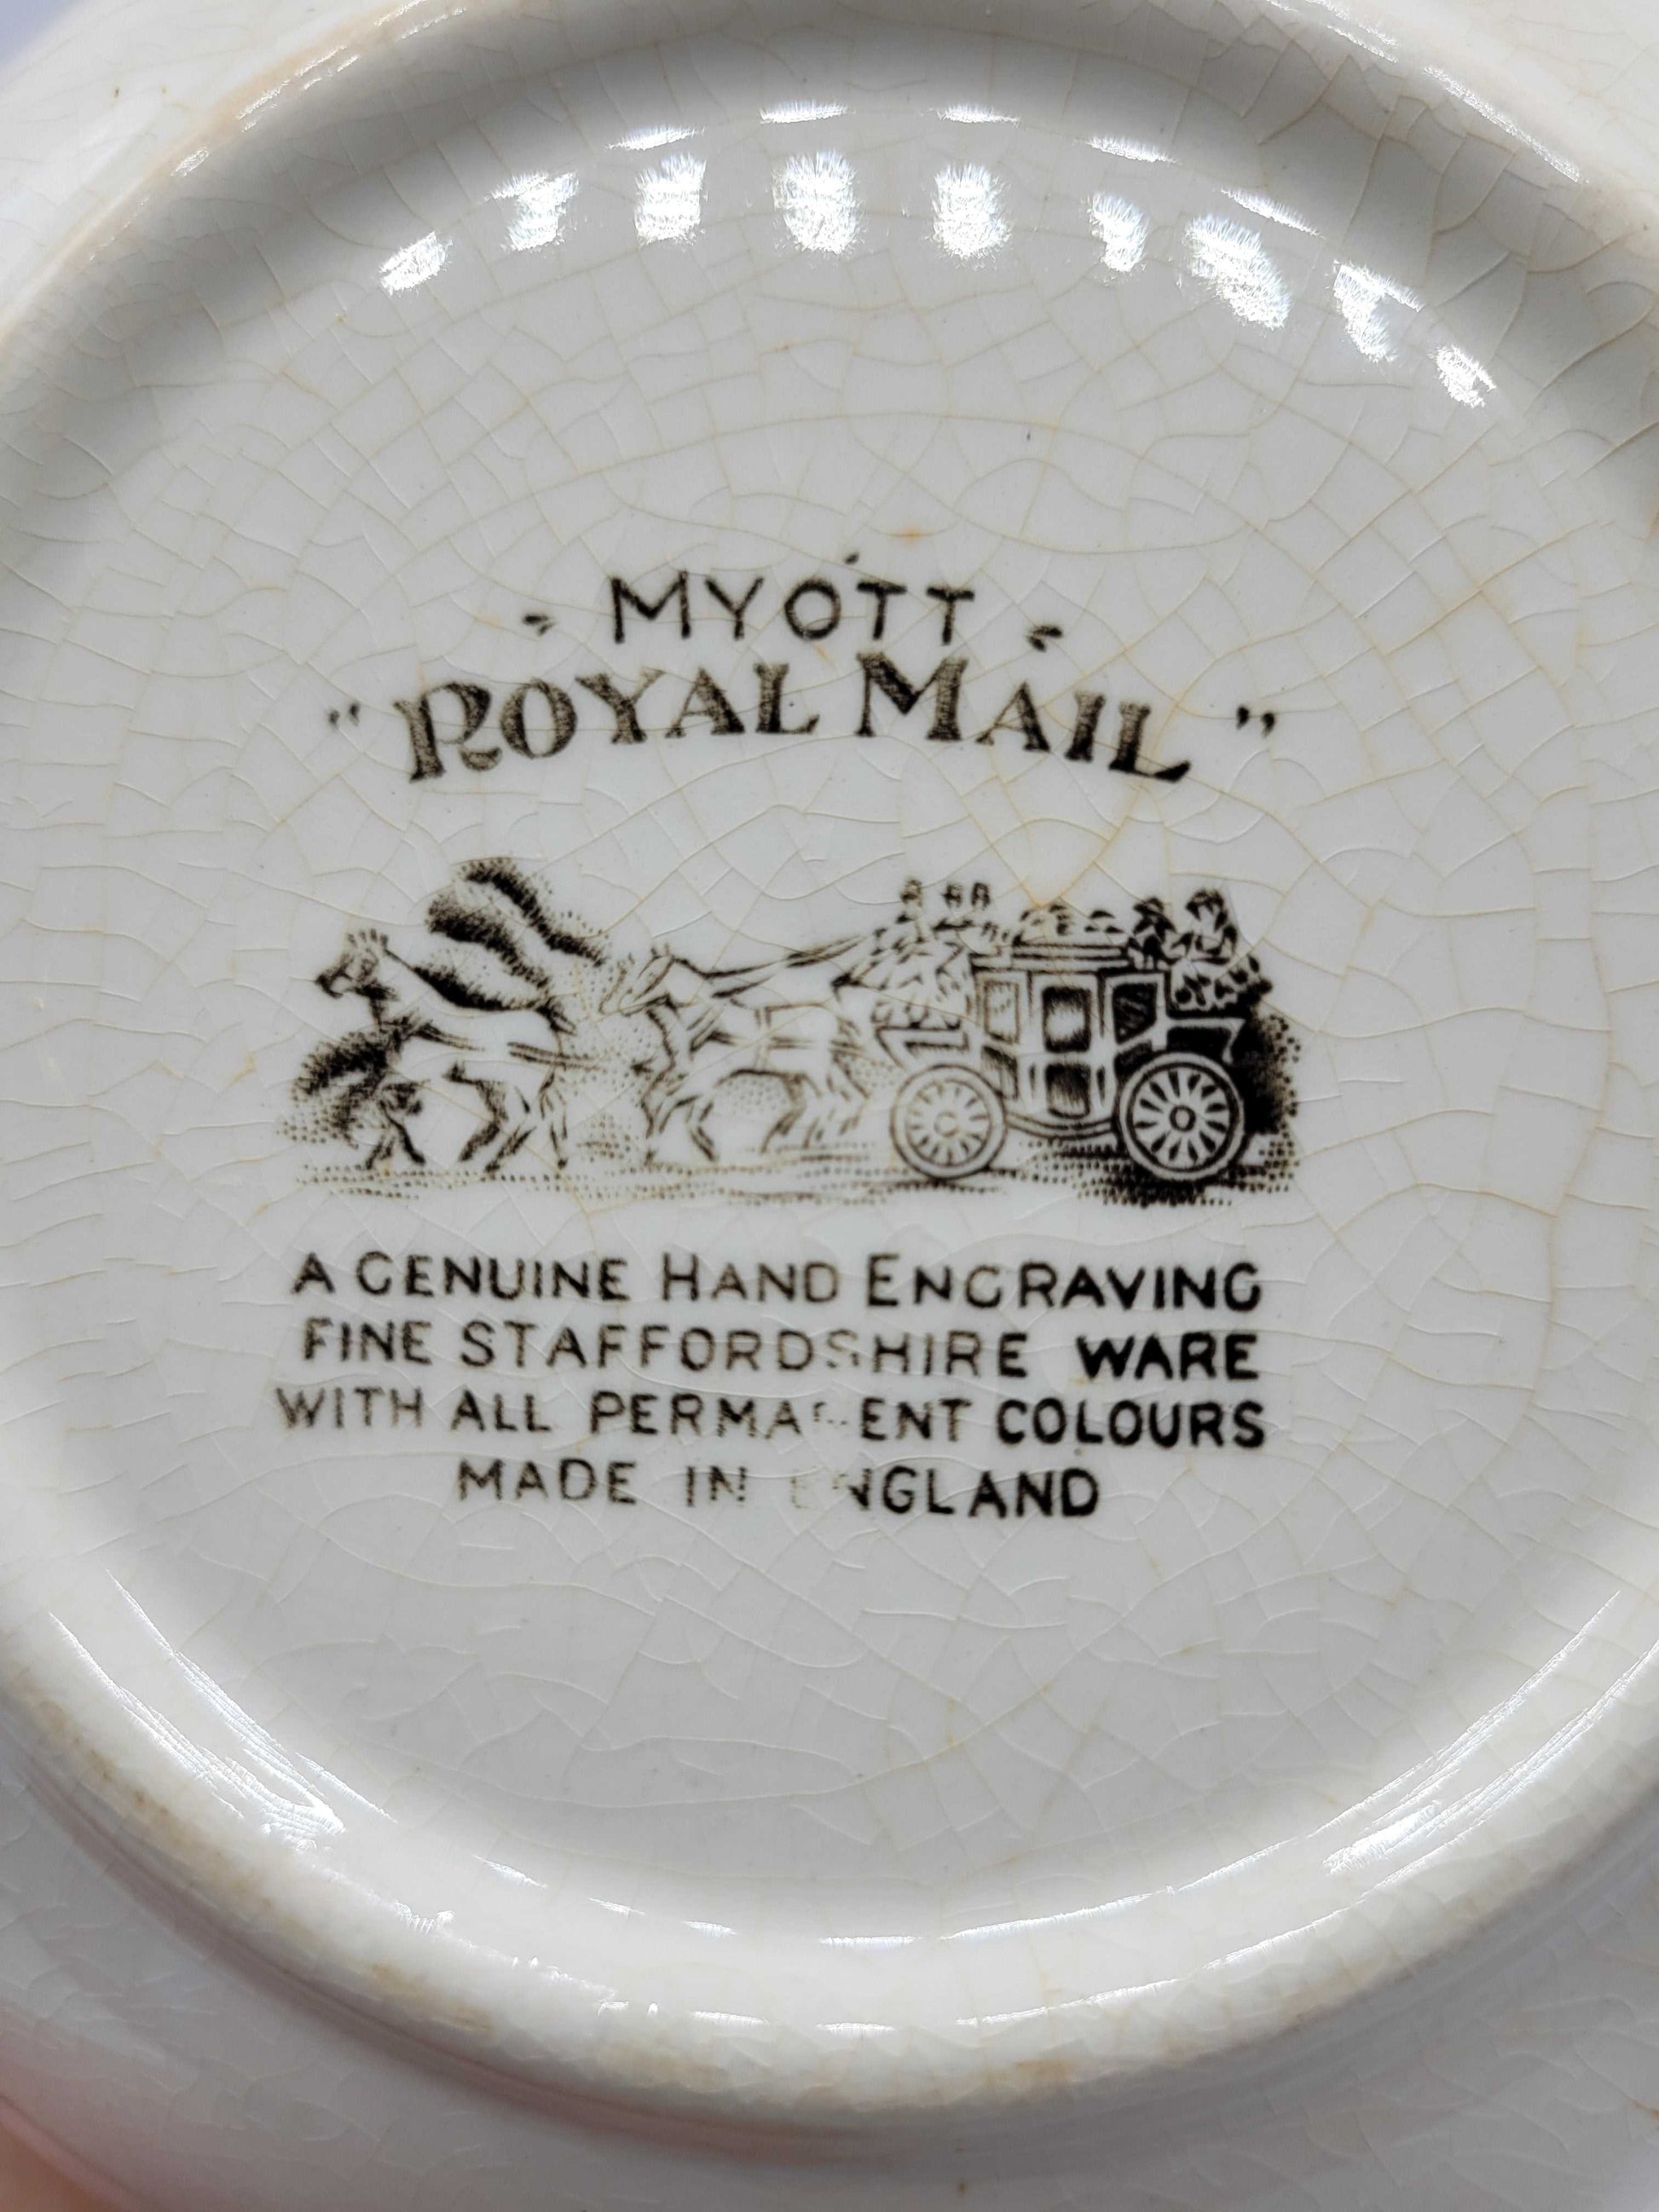 - MYOTT -
"ROYAL MAIL"
A GENUINE HAND ENGRAVING
FINE STAFFORDSHIRE WARE
WITH ALL PERMANENT COLOURS
MADE IN ENGLAND